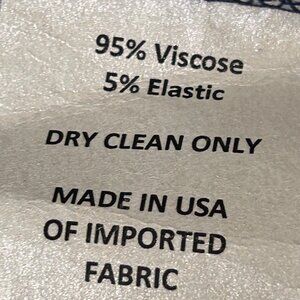 95% Viscose
5% Elastic
DRY CLEAN ONLY
MADE IN USA
OF IMPORTED
FABRIC